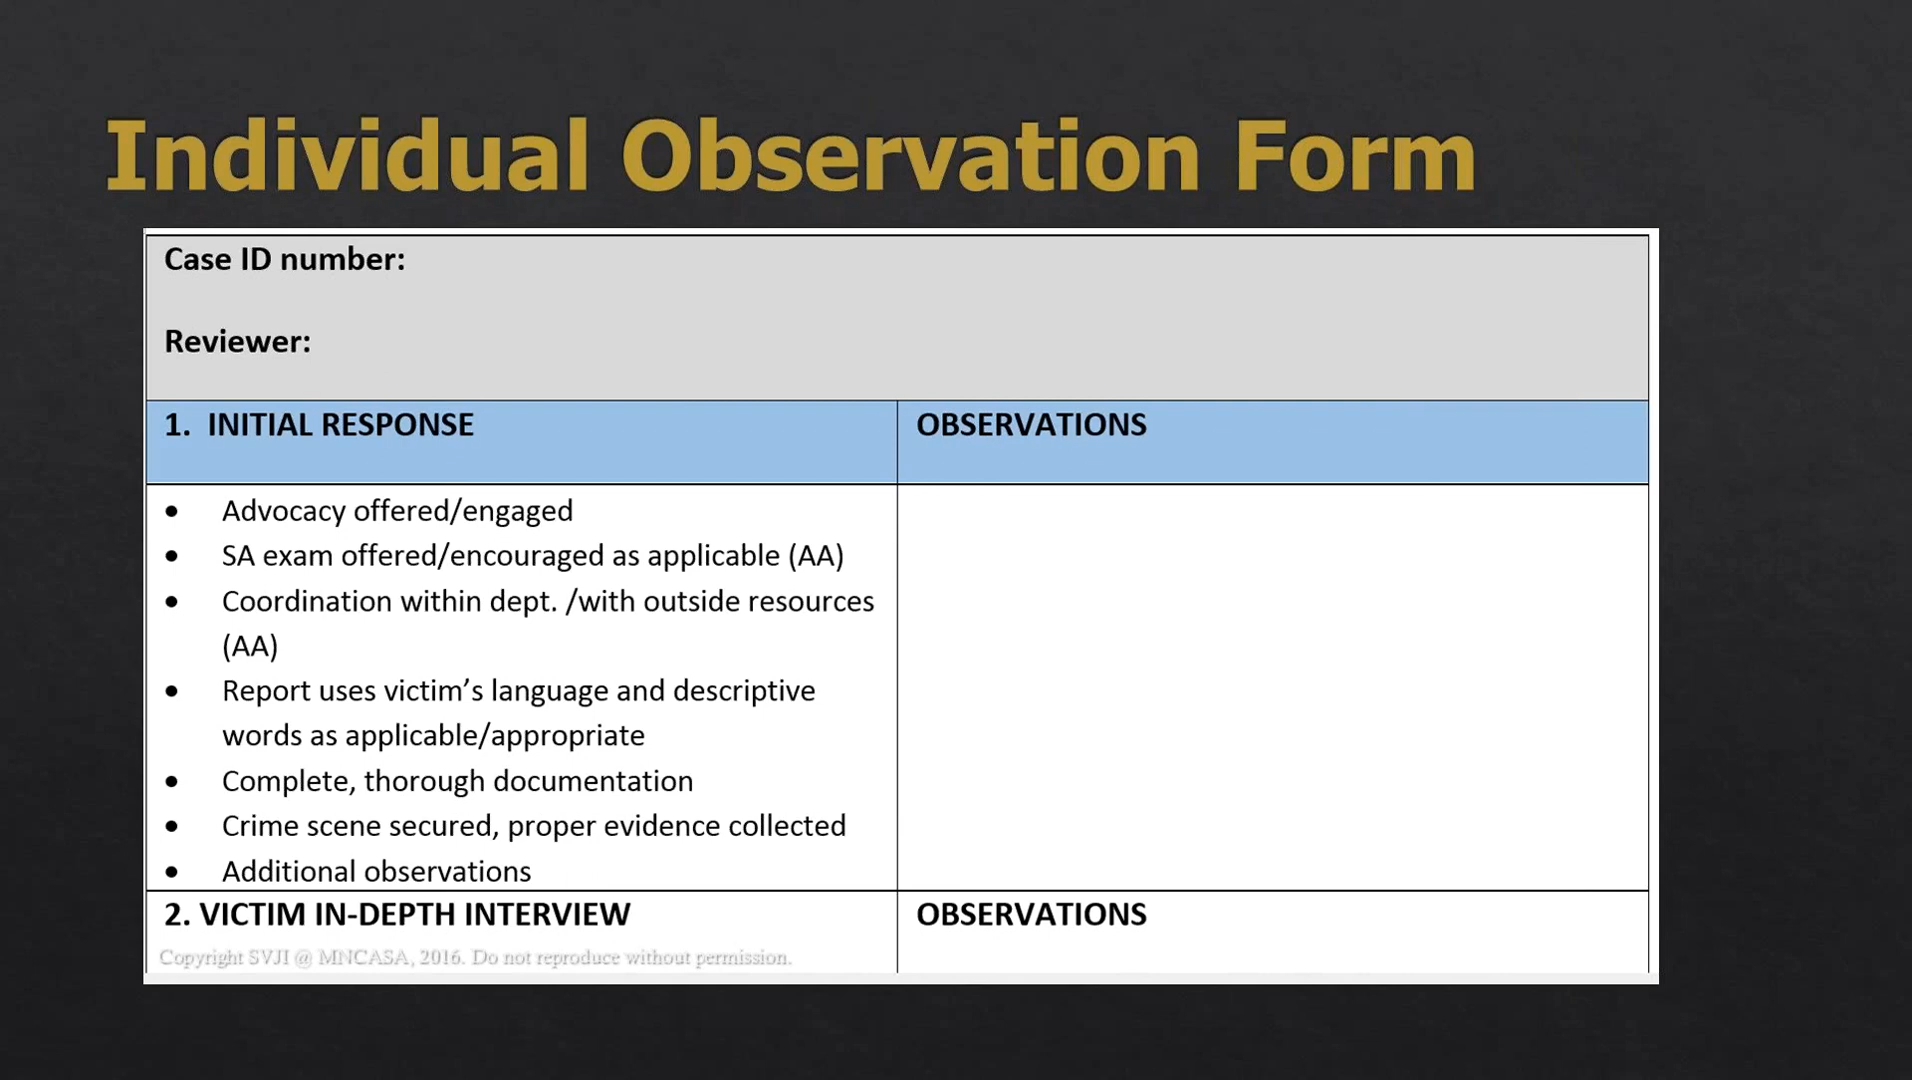 Individual Observation Form
Case ID number:
Reviewer:
1. INITIAL RESPONSE
OBSERVATIONS
• Advocacy offered/engaged
• SA exam offered/encouraged as applicable (AA)
• Coordination within dept. /with outside resources
(AA)
• Report uses victim’s language and descriptive
words as applicable/appropriate
• Complete, thorough documentation
• Crime scene secured, proper evidence collected
• Additional observations
2. VICTIM IN-DEPTH INTERVIEW
OBSERVATIONS
Copyright SVJI @ MNCASA, 2016. Do not reproduce without permission.